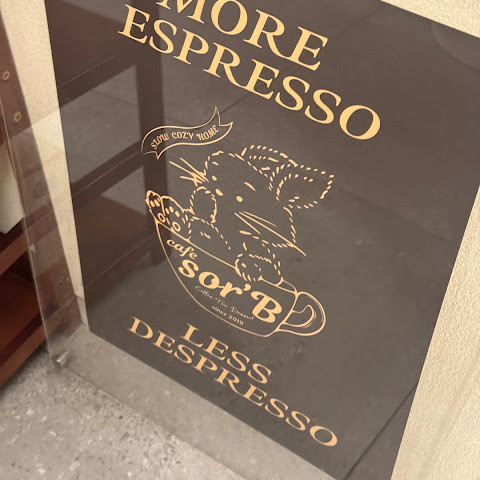 MORE
ESPRESSO
SLOW COZY HOME
cafe
sor'B
since 2019
LESS
DESPRESSO